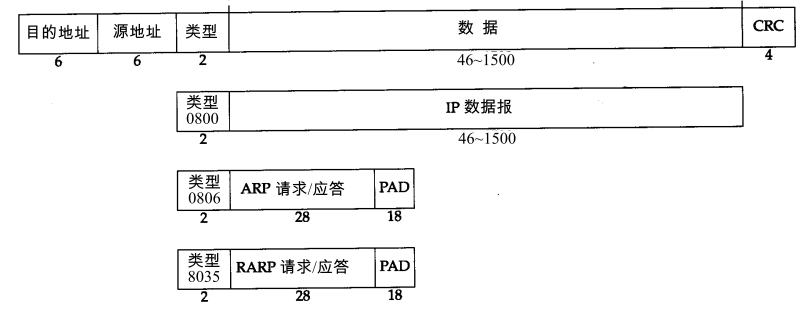 目的地址 源地址 类型 数 据 CRC
6 6 2 46~1500 4
类型 0800 IP 数据报
2 46~1500
类型 0806 ARP 请求/应答 PAD
2 28 18
类型 8035 RARP 请求/应答 PAD
2 28 18